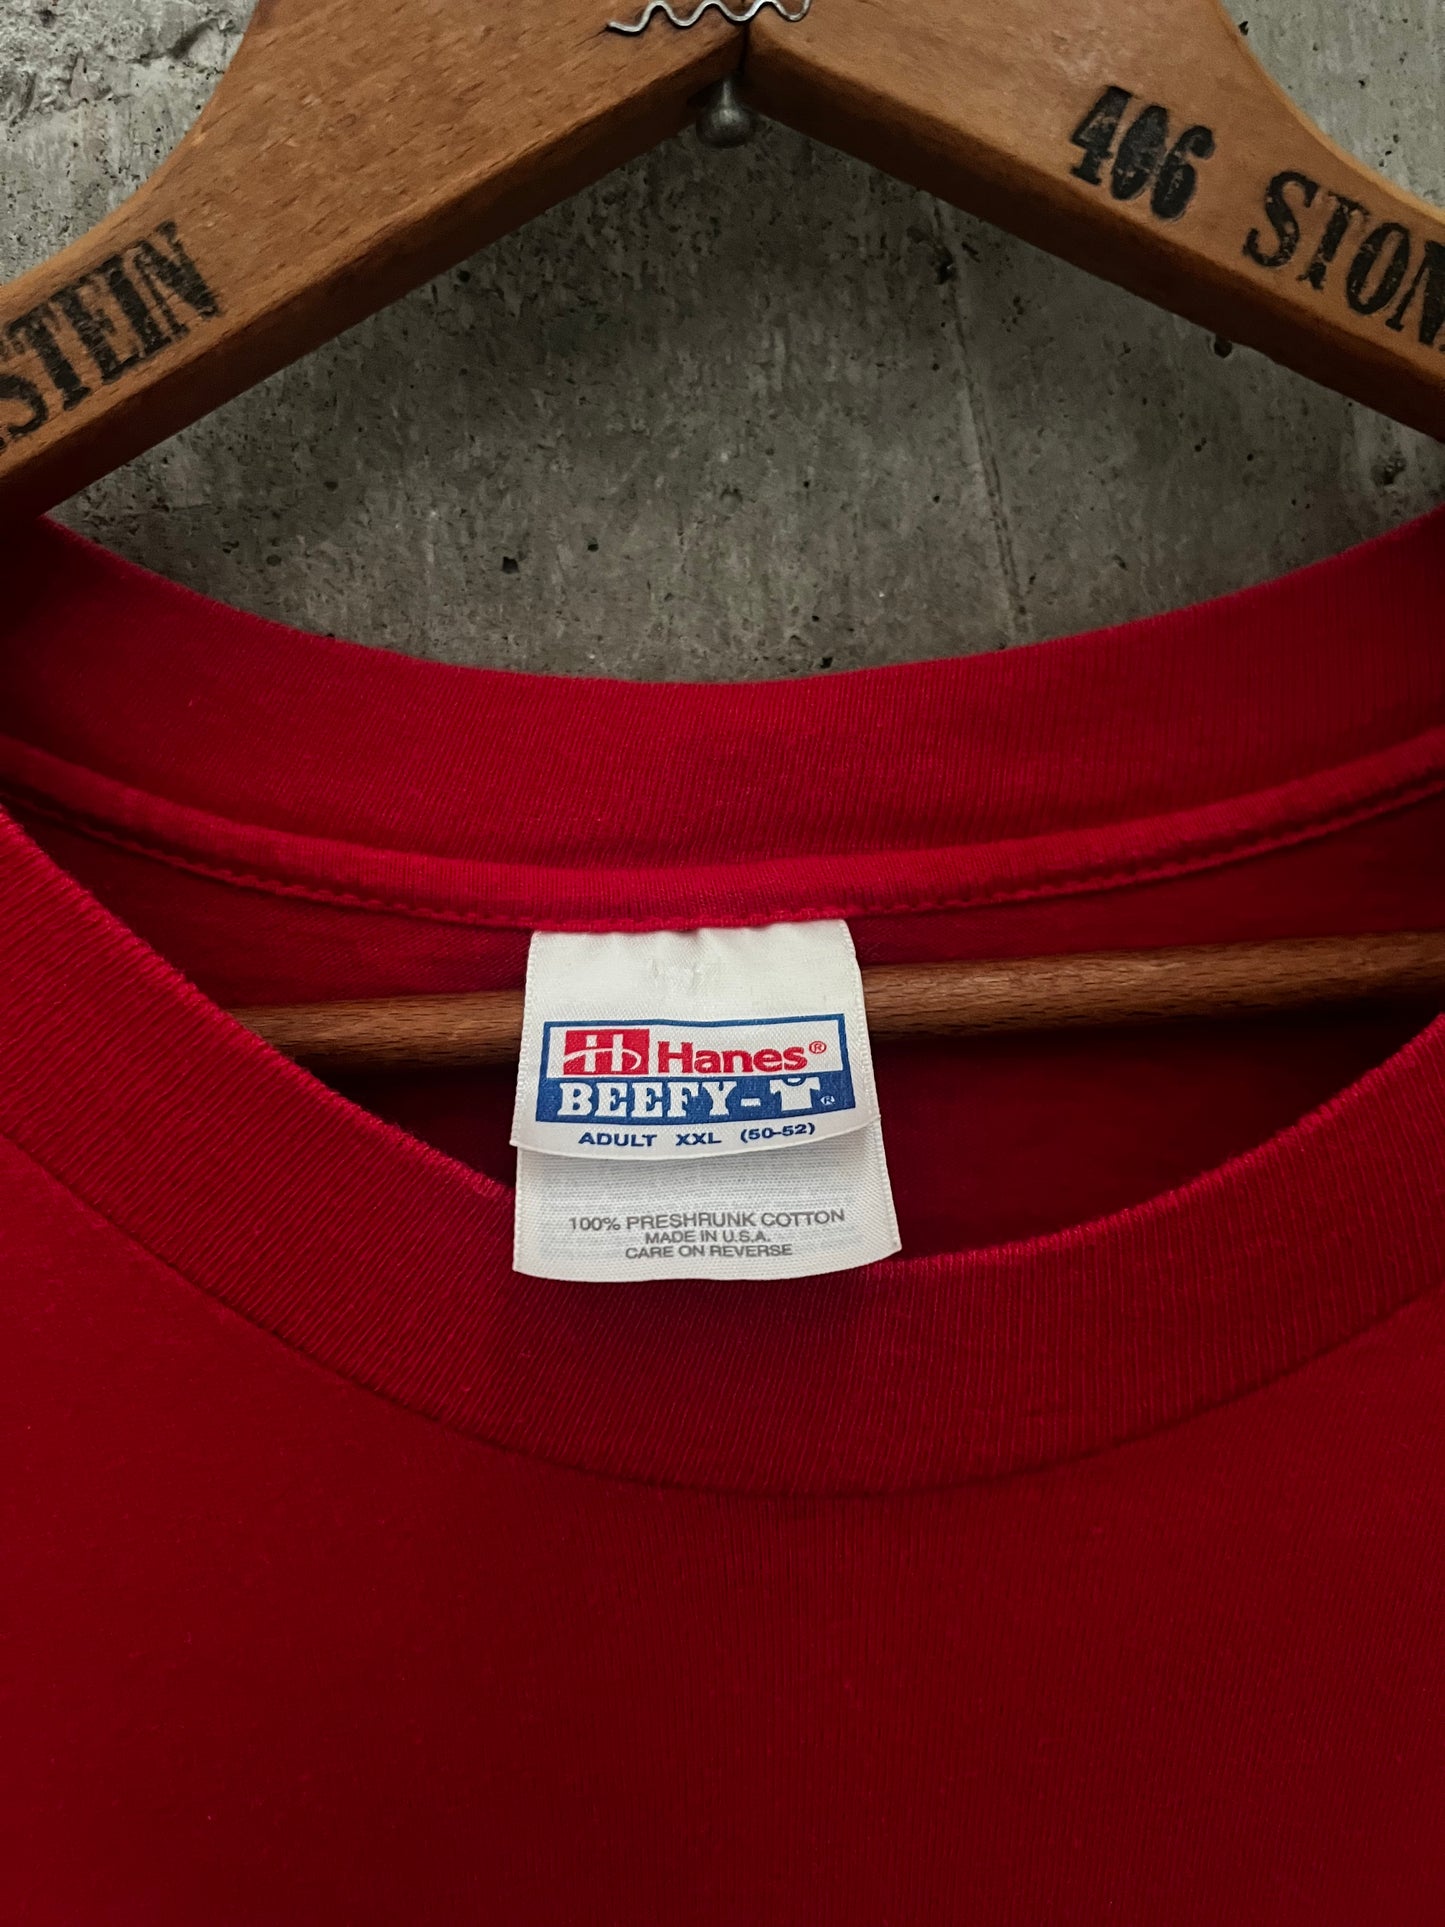 STEIN
406 STON
Hanes®
BEEFY-T®
ADULT XXL (50-52)
100% PRESHRUNK COTTON
MADE IN U.S.A.
CARE ON REVERSE